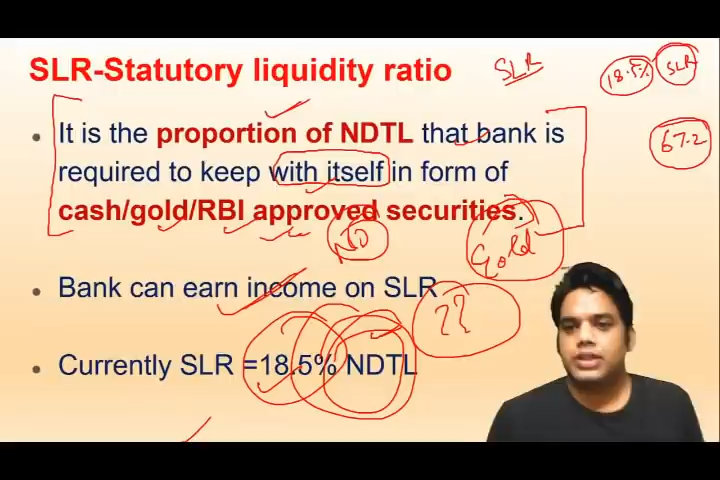 SLR-Statutory liquidity ratio
SLR
18.5%
SLR
• It is the proportion of NDTL that bank is
required to keep with itself in form of
cash/gold/RBI approved securities.
67.2
NO
Gold
• Bank can earn income on SLR
??
• Currently SLR =18.5% NDTL